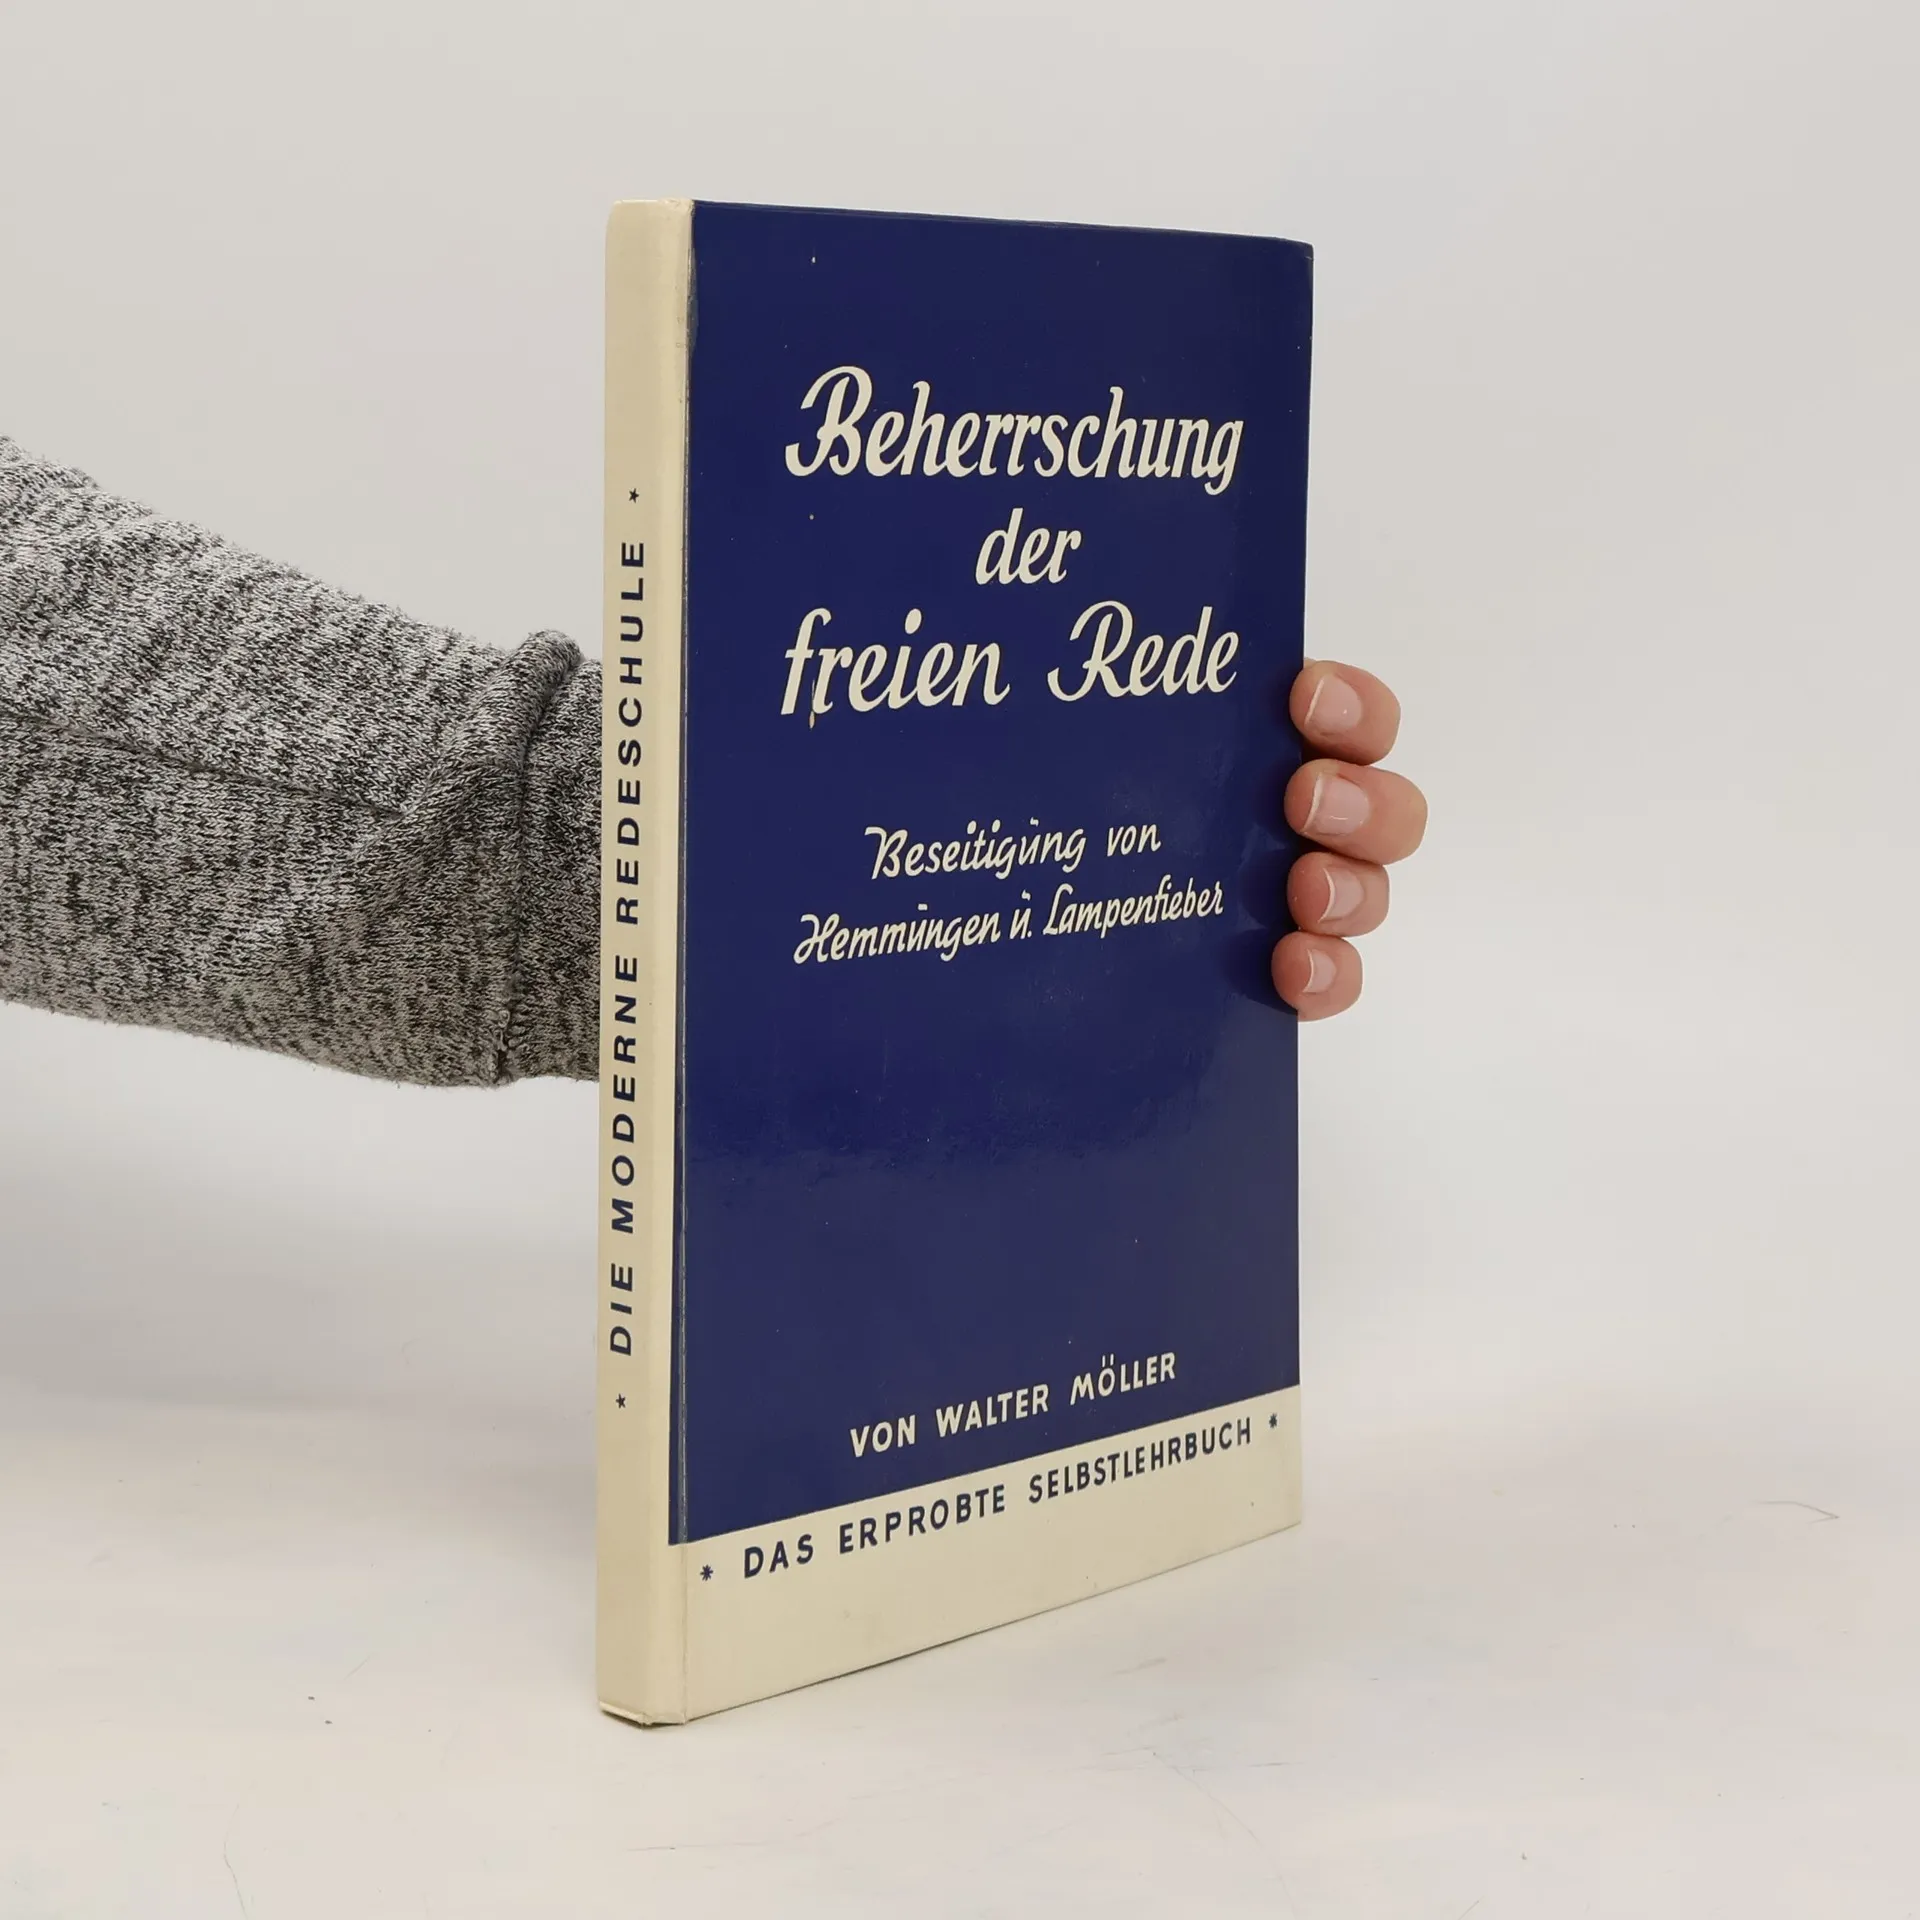 * DIE MODERNE REDESCHULE *
Beherrschung
der
freien Rede
Beseitigung von
Hemmungen u. Lampenfieber
VON WALTER MÖLLER
* DAS ERPROBTE SELBSTLEHRBUCH *